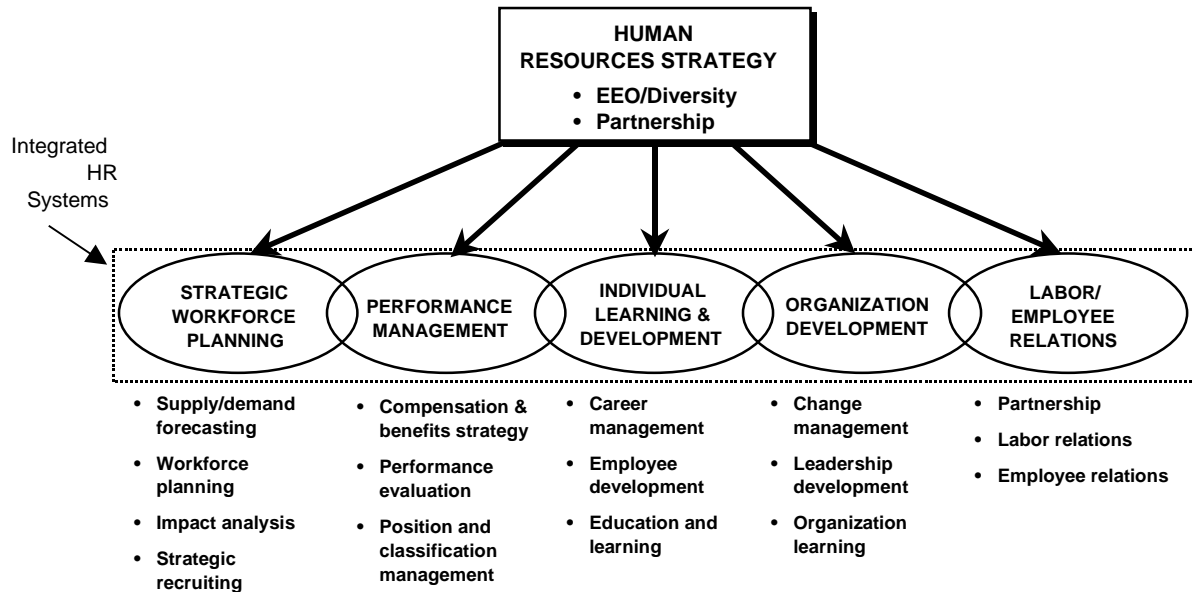 HUMAN
RESOURCES STRATEGY
• EEO/Diversity
• Partnership
Integrated
HR
Systems
STRATEGIC
WORKFORCE
PLANNING
PERFORMANCE
MANAGEMENT
INDIVIDUAL
LEARNING &
DEVELOPMENT
ORGANIZATION
DEVELOPMENT
LABOR/
EMPLOYEE
RELATIONS
• Supply/demand
forecasting
• Workforce
planning
• Impact analysis
• Strategic
recruiting
• Compensation &
benefits strategy
• Performance
evaluation
• Position and
classification
management
• Career
management
• Employee
development
• Education and
learning
• Change
management
• Leadership
development
• Organization
learning
• Partnership
• Labor relations
• Employee relations